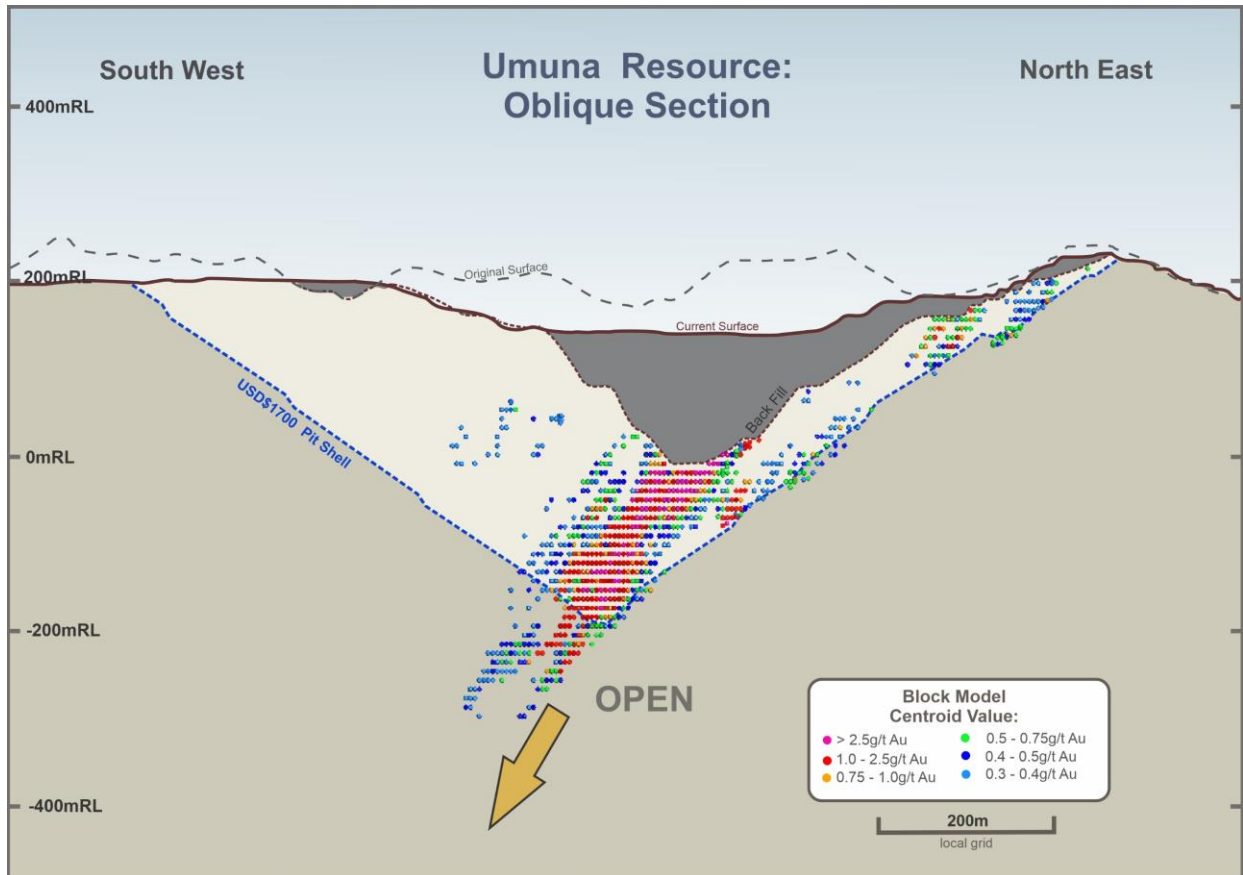 South West
Umuna Resource:
Oblique Section
North East
400mRL
Original Surface
200mRL
Current Surface
USD$1700 Pit Shell
Back Fill
0mRL
-200mRL
OPEN
Block Model
Centroid Value:
> 2.5g/t Au
1.0 - 2.5g/t Au
0.75 - 1.0g/t Au
0.5 - 0.75g/t Au
0.4 - 0.5g/t Au
0.3 - 0.4g/t Au
-400mRL
200m
local grid